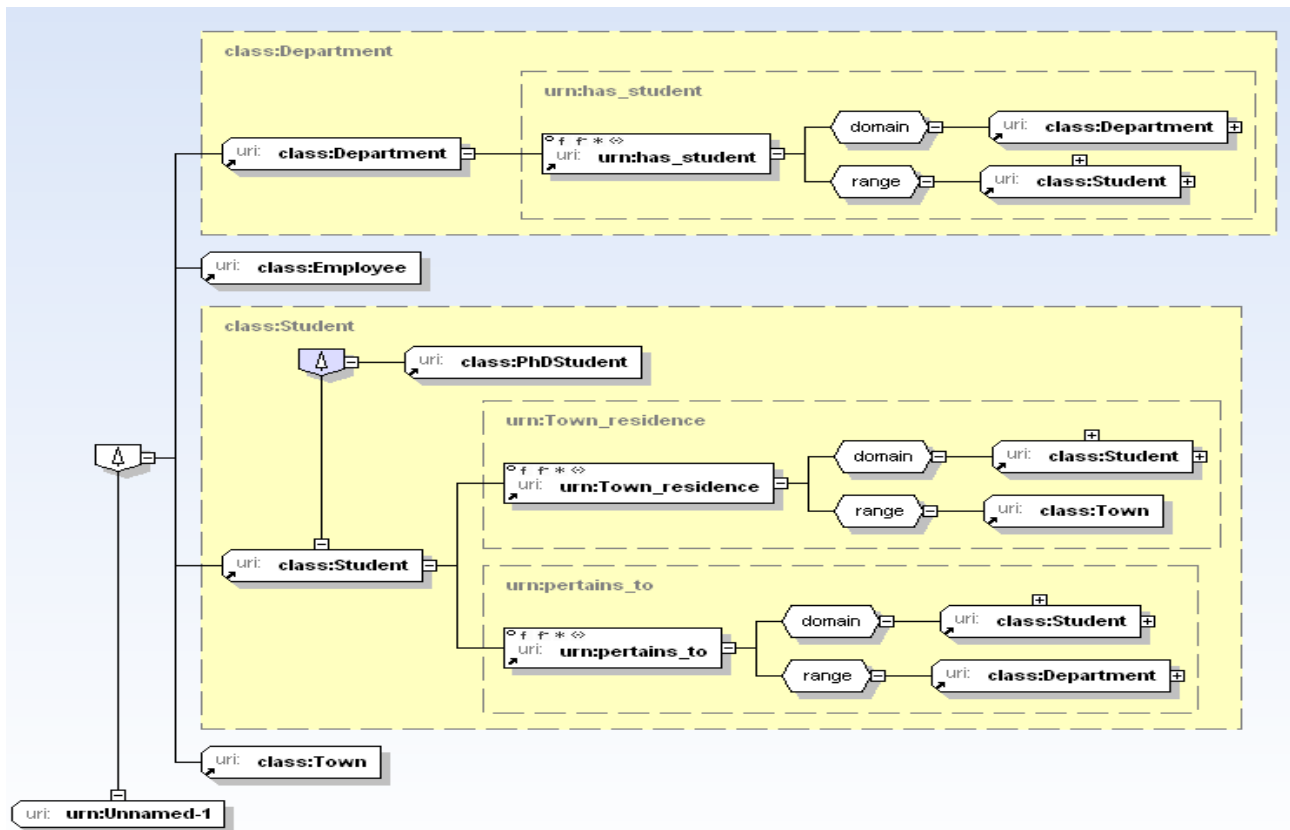 class:Department
urn:has_student
domain
uri: class:Department
uri: class:Department
uri: urn:has_student
range
uri: class:Student
uri: class:Employee
class:Student
uri: class:PhDStudent
urn:Town_residence
domain
uri: class:Student
uri: urn:Town_residence
range
uri: class:Town
uri: class:Student
urn:pertains_to
domain
uri: class:Student
uri: urn:pertains_to
range
uri: class:Department
uri: class:Town
uri: urn:Unnamed-1